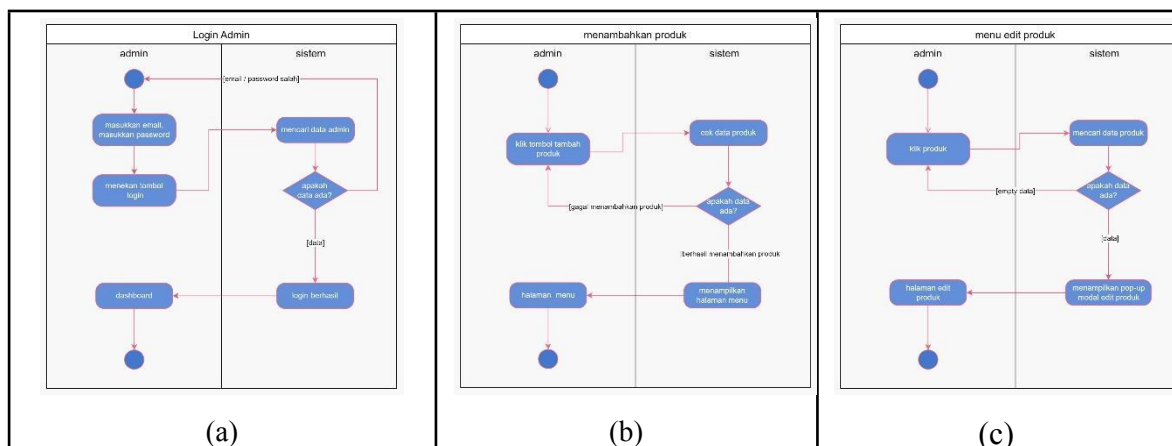 Login Admin
admin
sistem
[email / password salah]
masukkan email,
masukkan password
mencari data admin
menekan tombol
login
apakah
data ada?
[data]
dashboard
login berhasil
(a)
menambahkan produk
admin
sistem
klik tombol tambah
produk
cek data produk
apakah data
ada?
[gagal menambahkan produk]
[berhasil menambahkan produk
halaman menu
menampilkan
halaman menu
(b)
menu edit produk
admin
sistem
klik produk
mencari data produk
apakah data
ada?
[empty data]
[data]
halaman edit
produk
menampilkan pop-up
modal edit produk
(c)